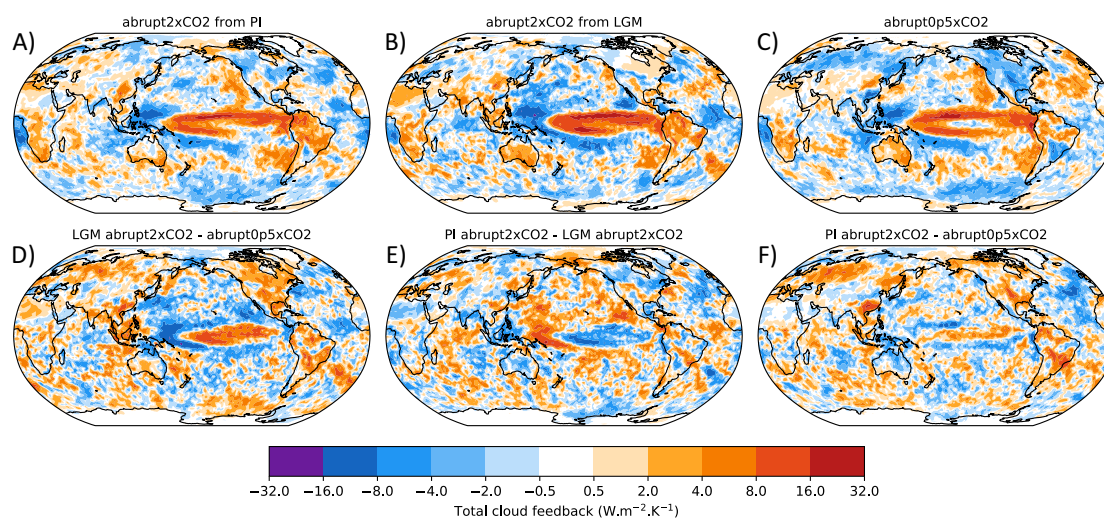 abrupt2xCO2 from PI
abrupt2xCO2 from LGM
abrupt0p5xCO2
A)
B)
C)
LGM abrupt2xCO2 - abrupt0p5xCO2
PI abrupt2xCO2 - LGM abrupt2xCO2
PI abrupt2xCO2 - abrupt0p5xCO2
D)
E)
F)
−32.0 −16.0 −8.0 −4.0 −2.0 −0.5 0.5 2.0 4.0 8.0 16.0 32.0
Total cloud feedback (W.m⁻².K⁻¹)